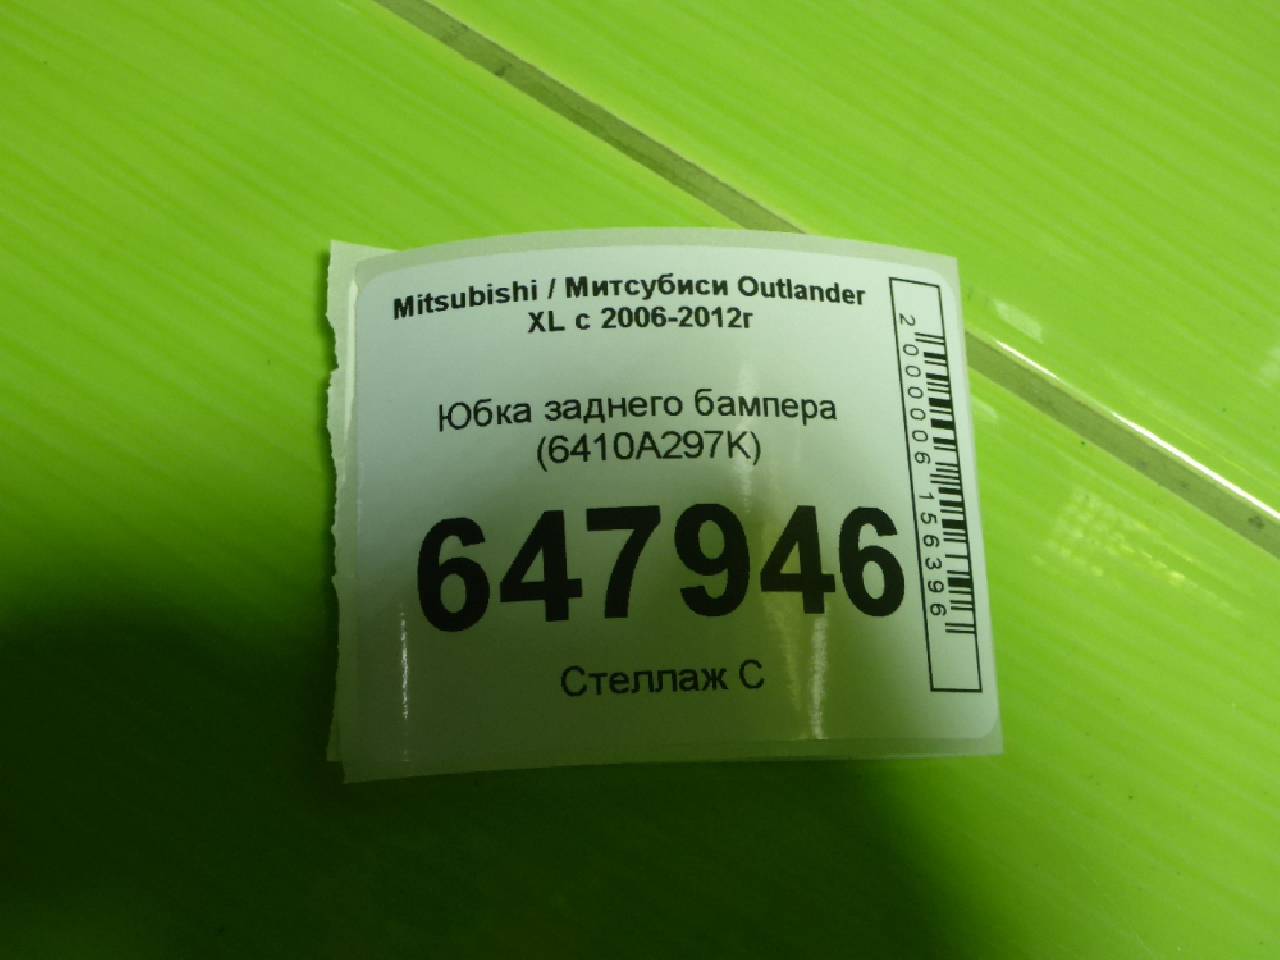 Mitsubishi / Митсубиси Outlander
XL с 2006-2012г
Юбка заднего бампера
(6410A297K)
647946
Стеллаж С
2000006156396